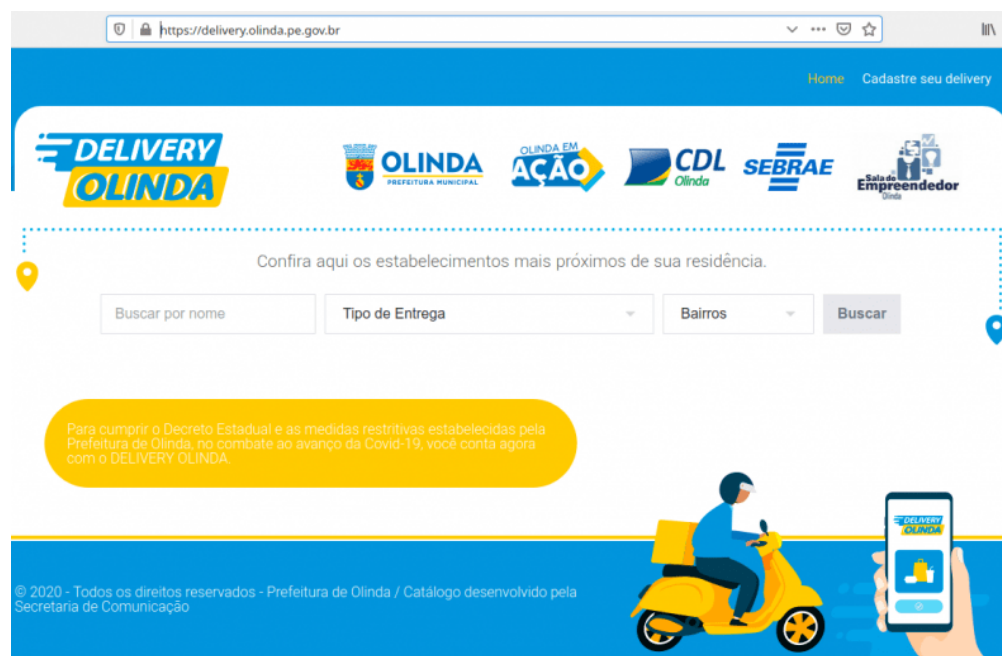 https://delivery.olinda.pe.gov.br
Home Cadastre seu delivery
DELIVERY
OLINDA
OLINDA
PREFEITURA MUNICIPAL
OLINDA EM
AÇÃO
CDL
Olinda
SEBRAE
Sala do
Empreendedor
Olinda
Confira aqui os estabelecimentos mais próximos de sua residência.
Buscar por nome Tipo de Entrega Bairros Buscar
Para cumprir o Decreto Estadual e as medidas restritivas estabelecidas pela
Prefeitura de Olinda, no combate ao avanço da Covid-19, você conta agora
com o DELIVERY OLINDA.
DELIVERY
OLINDA
© 2020 - Todos os direitos reservados - Prefeitura de Olinda / Catálogo desenvolvido pela
Secretaria de Comunicação